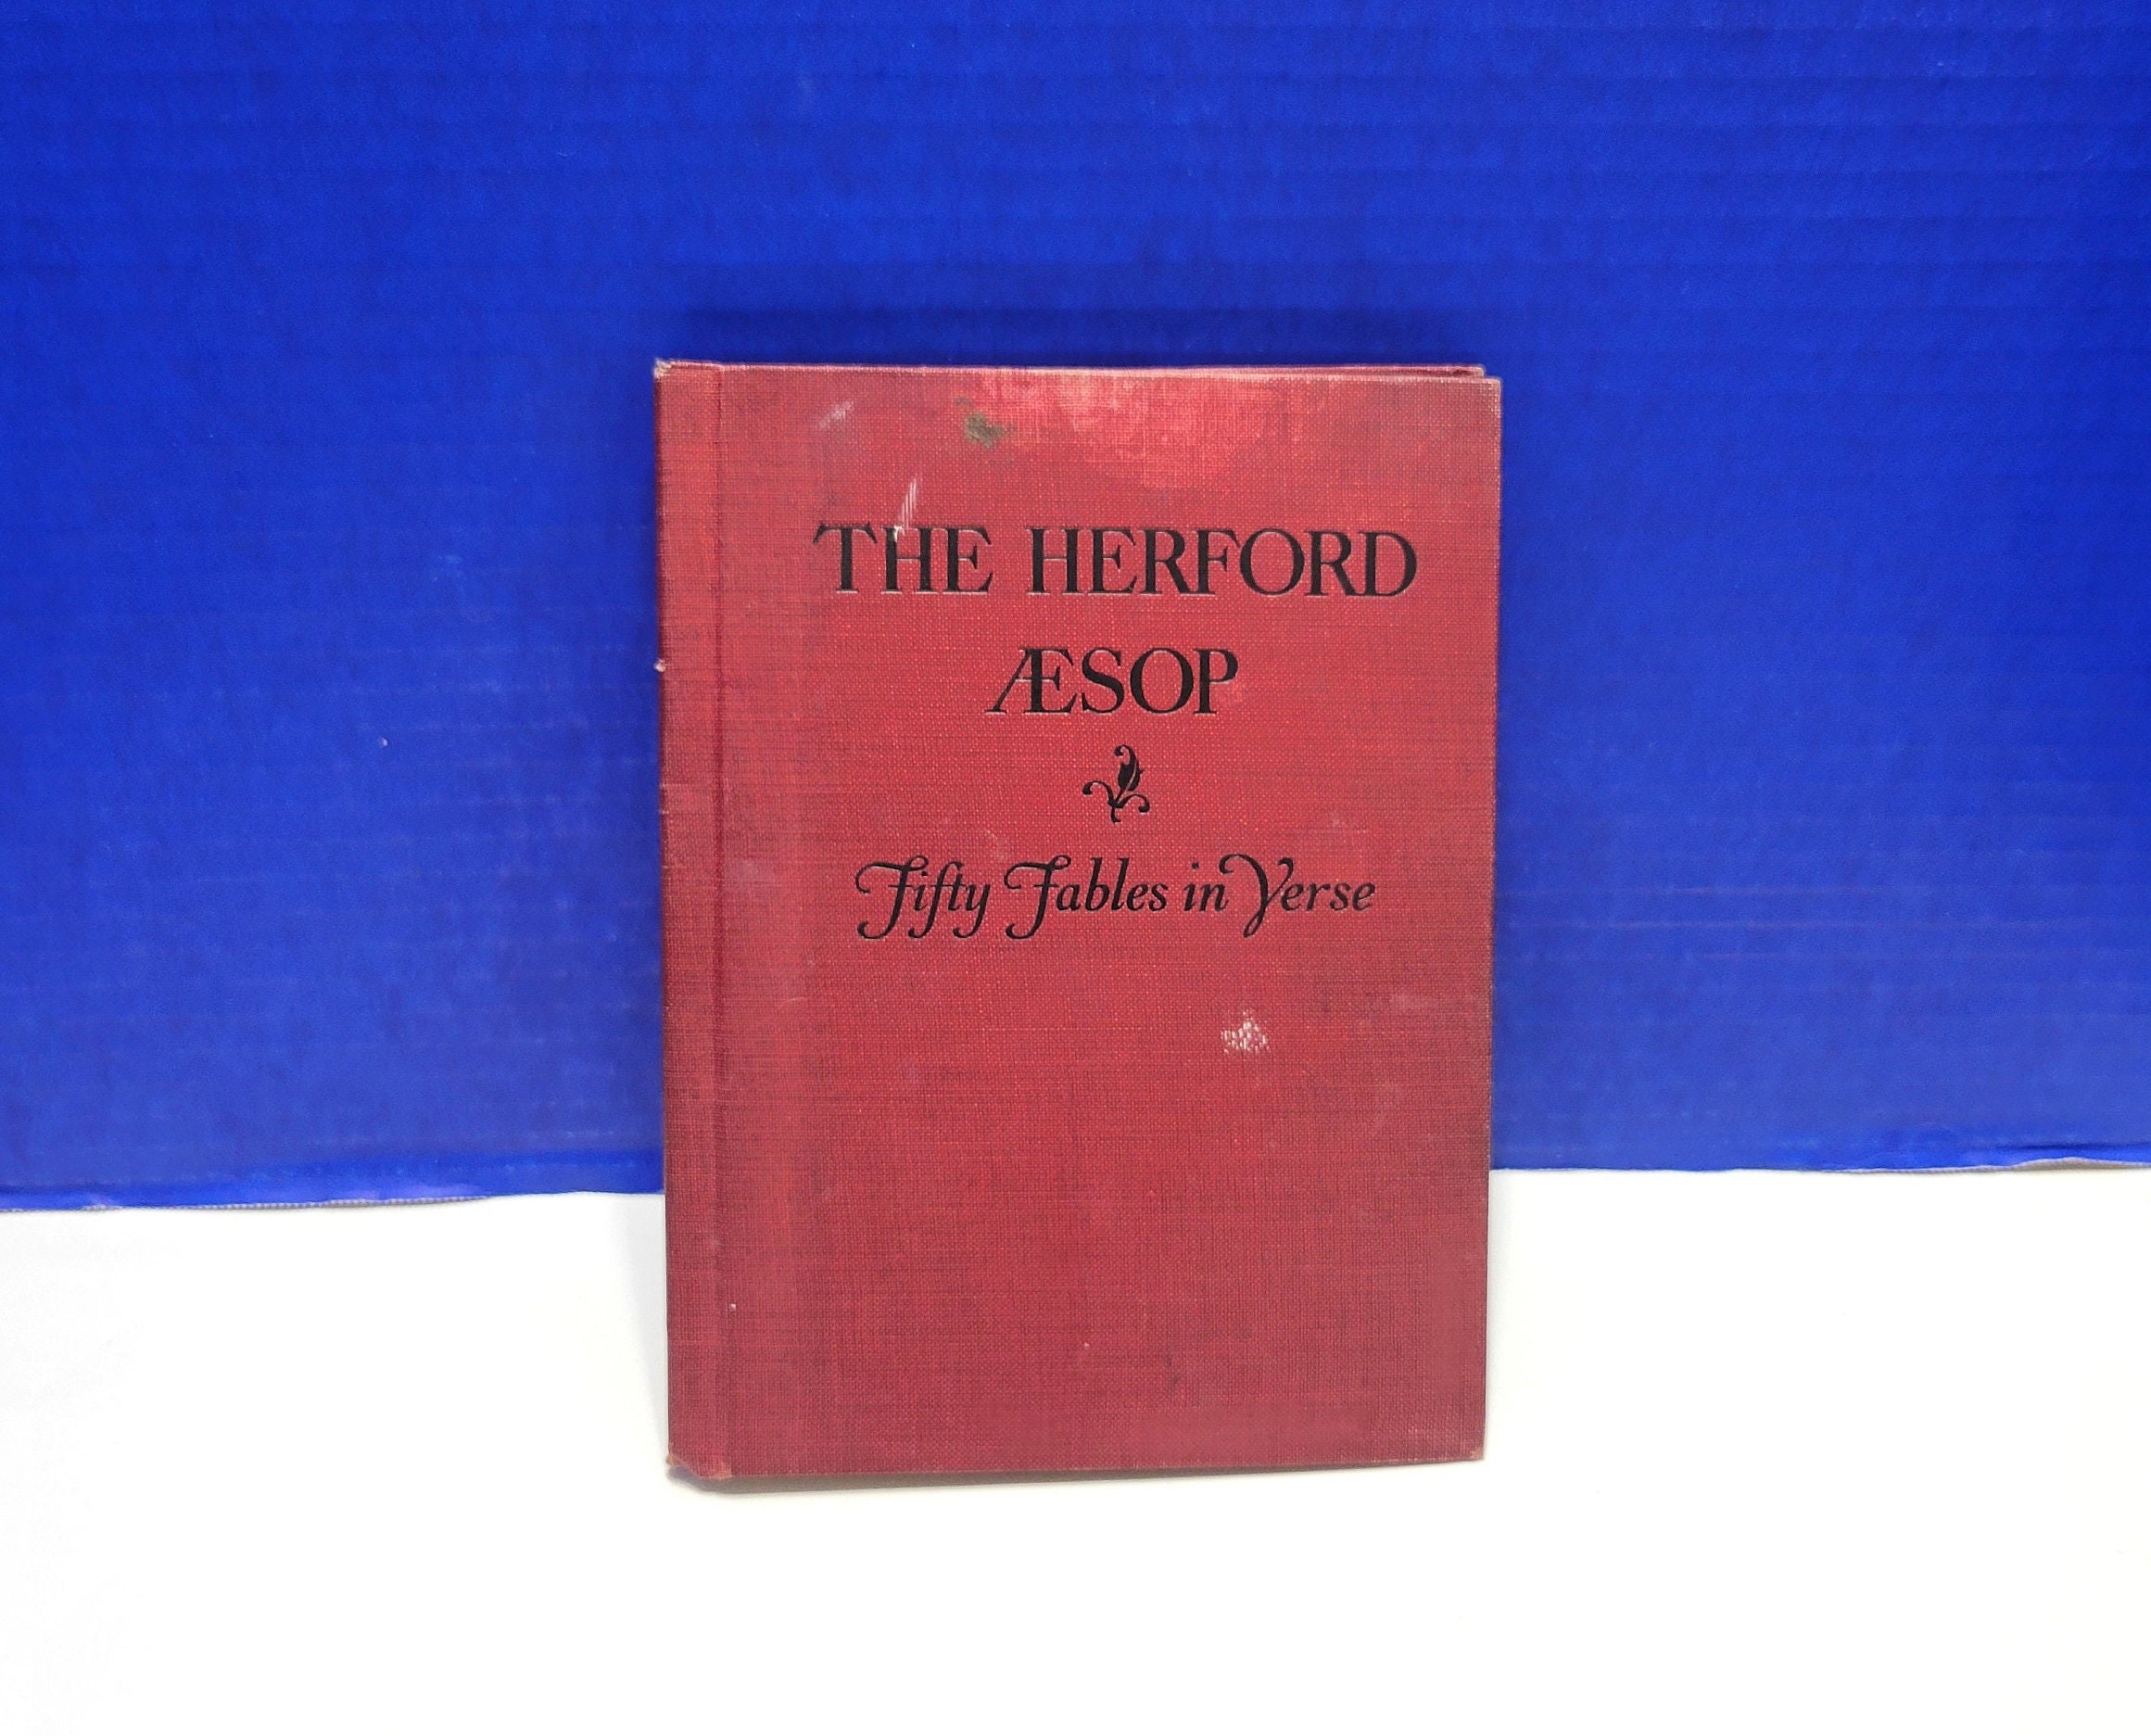 THE HERFORD
ÆSOP
Fifty Fables in Verse